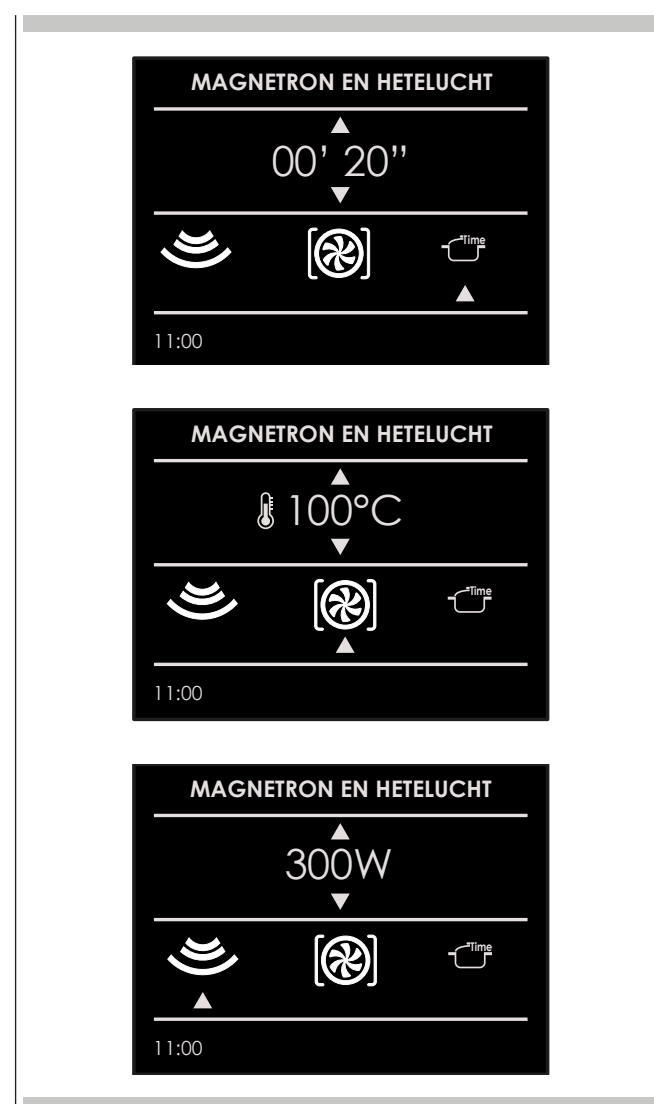 MAGNETRON EN HETELUCHT
00’ 20’’
Time
11:00
MAGNETRON EN HETELUCHT
100°C
Time
11:00
MAGNETRON EN HETELUCHT
300W
Time
11:00